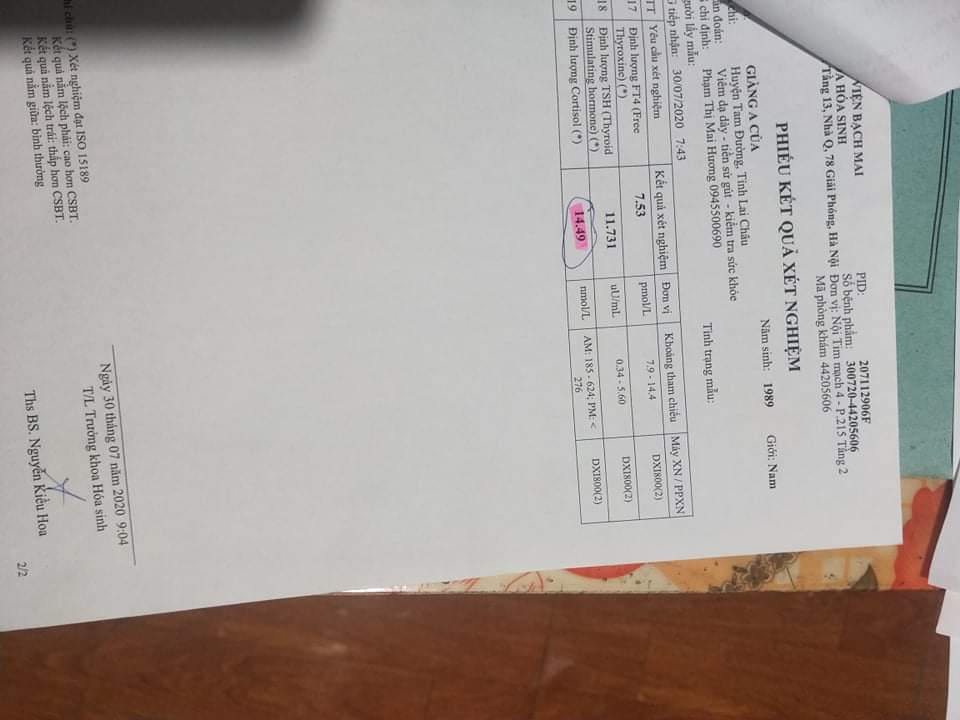 VIỆN BẠCH MAI
A HÓA SINH
Tầng 13, Nhà Q, 78 Giải Phóng, Hà Nội
PID: 207112906F
Số bệnh phẩm: 300720-44205606
Đơn vị: Nội Tim mạch 4 - P.215 Tầng 2
Mã phòng khám 44205606
PHIẾU KẾT QUẢ XÉT NGHIỆM
GIÀNG A CỦA
Năm sinh: 1989 Giới: Nam
chỉ: Huyện Tam Đường, Tỉnh Lai Châu
đoán: Viêm dạ dày - tiền sử gút - kiểm tra sức khỏe
chỉ định: Phạm Thị Mai Hương 0945500690
người lấy mẫu: Tình trạng mẫu:
tiếp nhận: 30/07/2020 7:43
TT Yêu cầu xét nghiệm Kết quả xét nghiệm Đơn vị Khoảng tham chiếu Máy XN / PPXN
17 Định lượng FT4 (Free Thyroxine) (*) 7.53 pmol/L 7.9 - 14.4 DXI800(2)
18 Định lượng TSH (Thyroid Stimulating hormone) (*) 11.731 uU/mL 0.34 - 5.60 DXI800(2)
19 Định lượng Cortisol (*) 14.49 nmol/L AM: 185 - 624; PM: < 276 DXI800(2)
chú: (*) Xét nghiệm đạt ISO 15189
Kết quả nằm lệch phải: cao hơn CSBT.
Kết quả nằm lệch trái: thấp hơn CSBT.
Kết quả nằm giữa: bình thường
Ngày 30 tháng 07 năm 2020 9:04
T/L Trưởng khoa Hóa sinh
Ths BS. Nguyễn Kiều Hoa
2/2